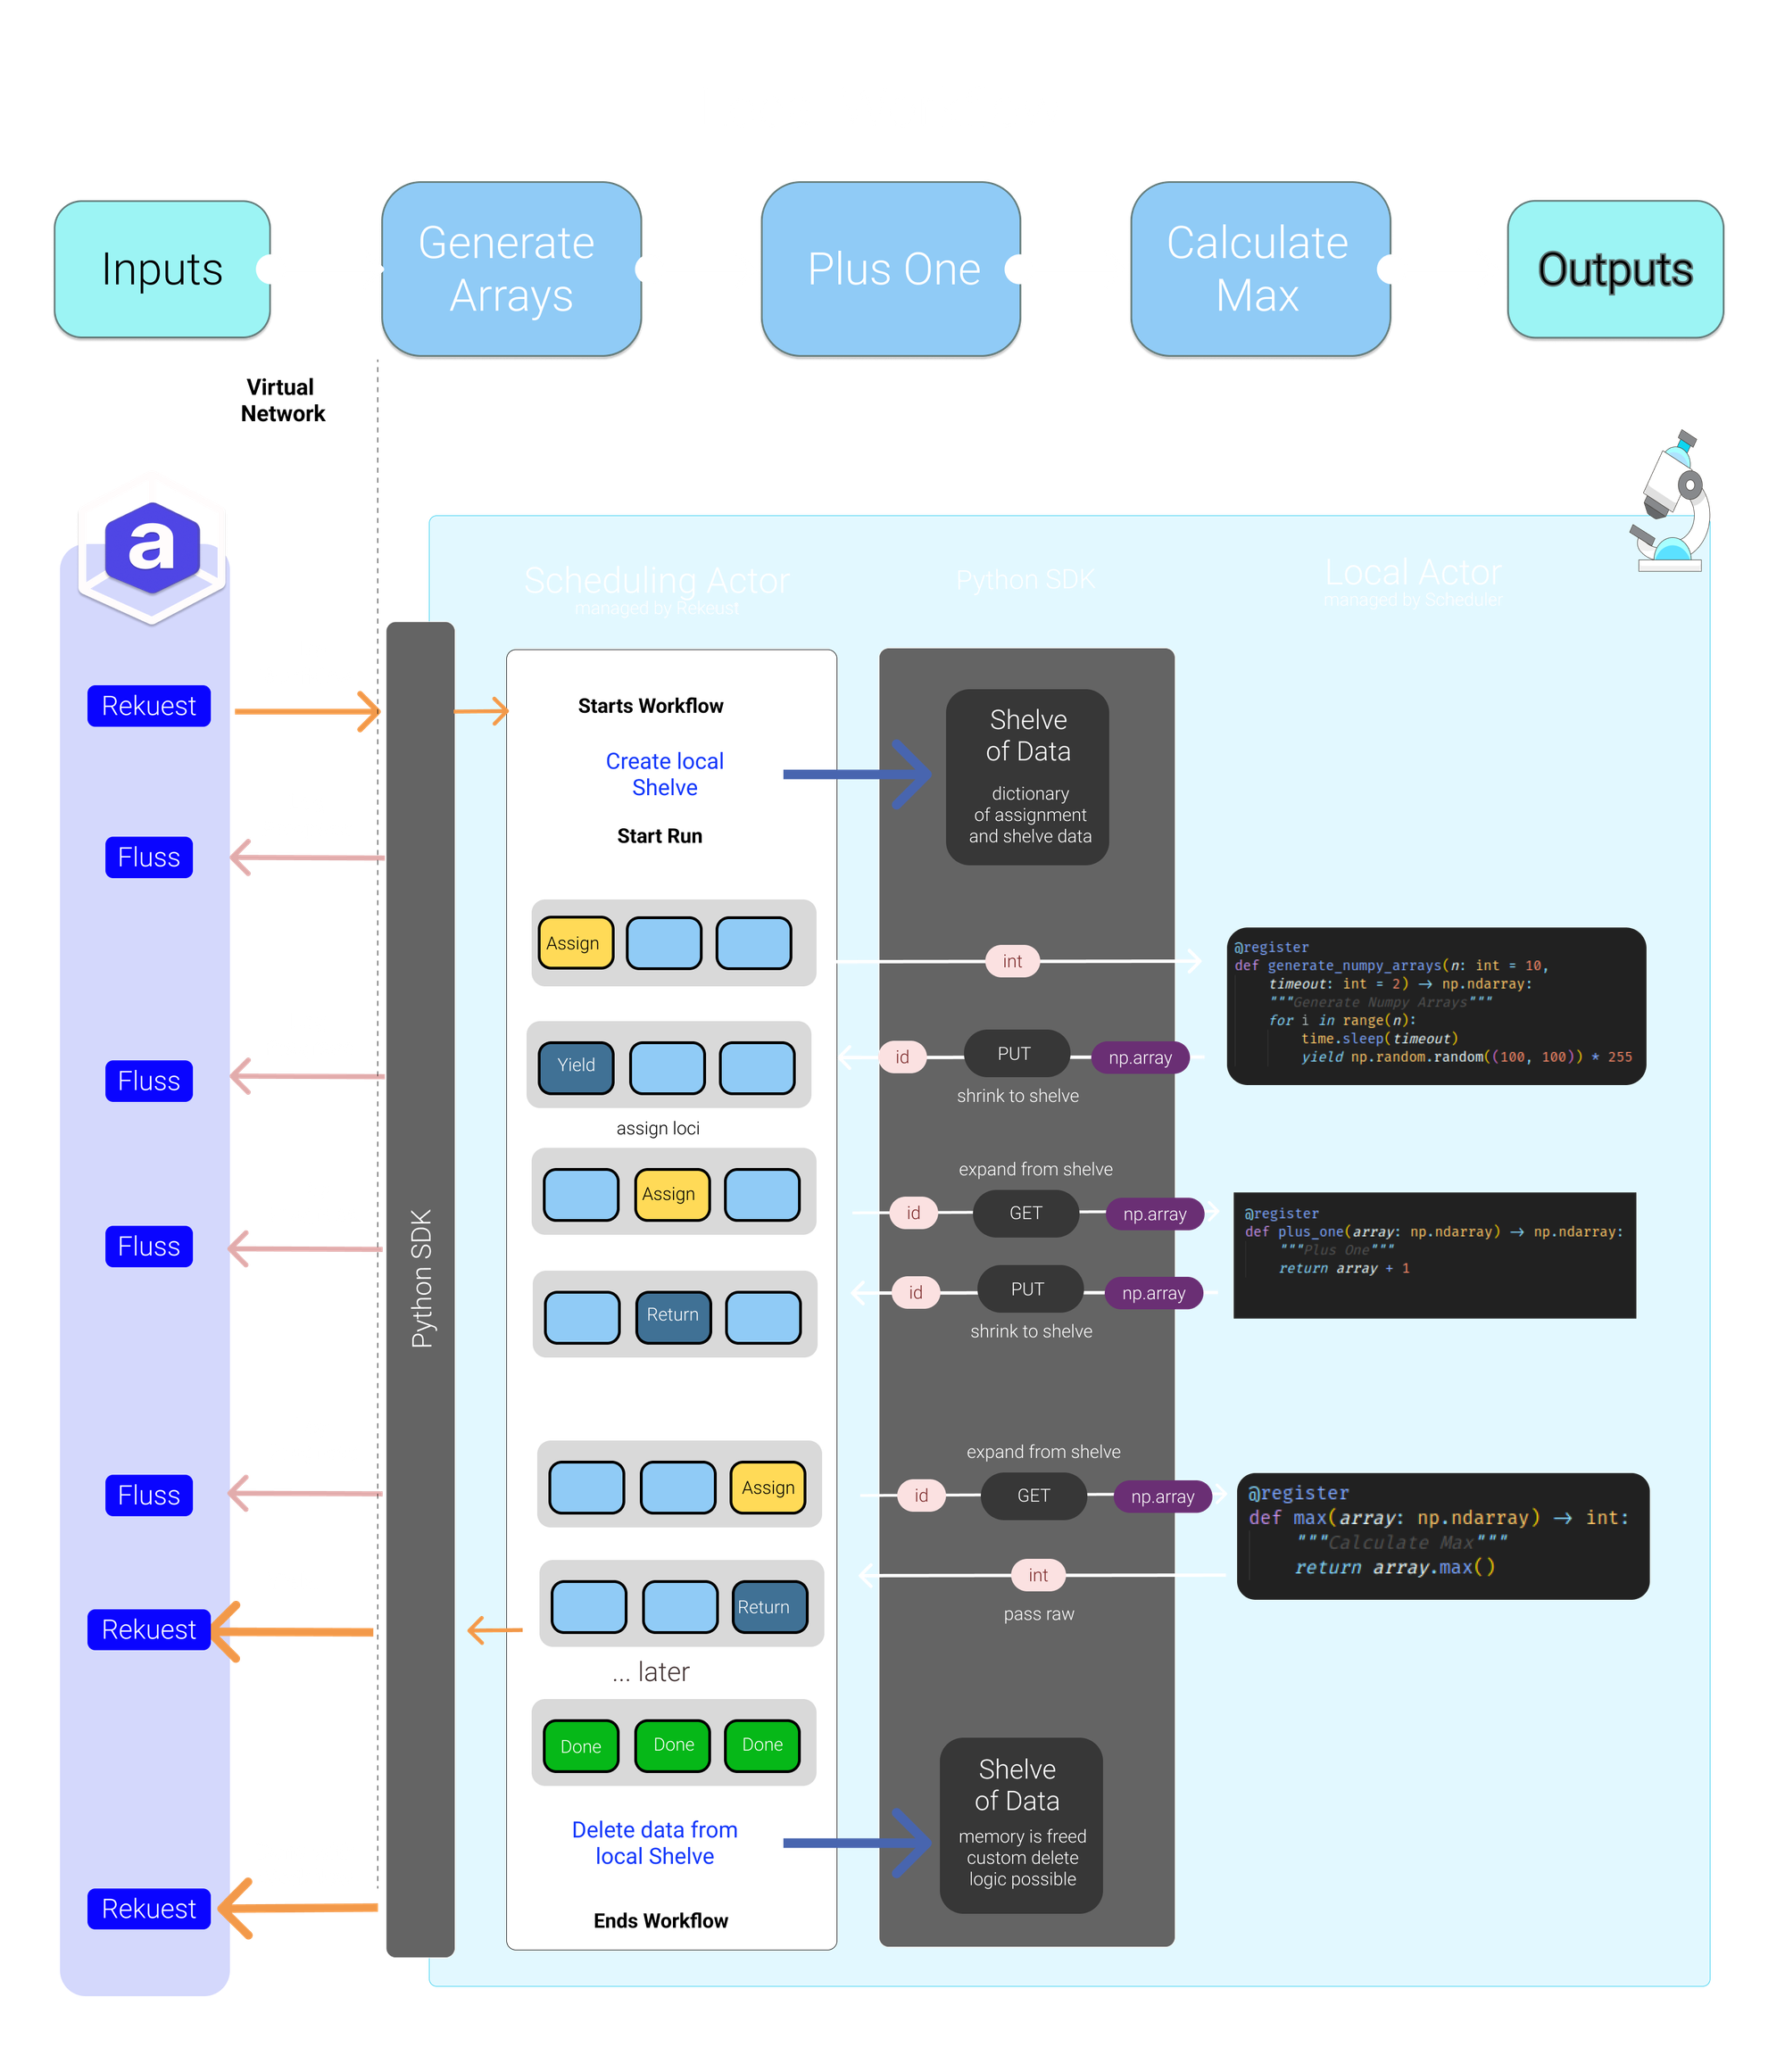 Inputs
Generate
Arrays
Plus One
Calculate
Max
Outputs
Virtual
Network
a
Scheduling Actor
managed by Rekeust
Python SDK
Local Actor
managed by Scheduler
Rekuest
Fluss
Fluss
Fluss
Fluss
Rekuest
Rekuest
Python SDK
Starts Workflow
Create local
Shelve
Start Run
Shelve
of Data
dictionary
of assignment
and shelve data
Assign
int
@register
def generate_numpy_arrays(n: int = 10,
timeout: int = 2) → np.ndarray:
"""Generate Numpy Arrays"""
for i in range(n):
time.sleep(timeout)
yield np.random.random((100, 100)) * 255
Yield
id
PUT
np.array
shrink to shelve
assign loci
expand from shelve
Assign
id
GET
np.array
@register
def plus_one(array: np.ndarray) → np.ndarray:
"""Plus One"""
return array + 1
Return
id
PUT
np.array
shrink to shelve
expand from shelve
Assign
id
GET
np.array
@register
def max(array: np.ndarray) → int:
"""Calculate Max"""
return array.max()
Return
int
pass raw
... later
Done
Done
Done
Delete data from
local Shelve
Shelve
of Data
memory is freed
custom delete
logic possible
Ends Workflow